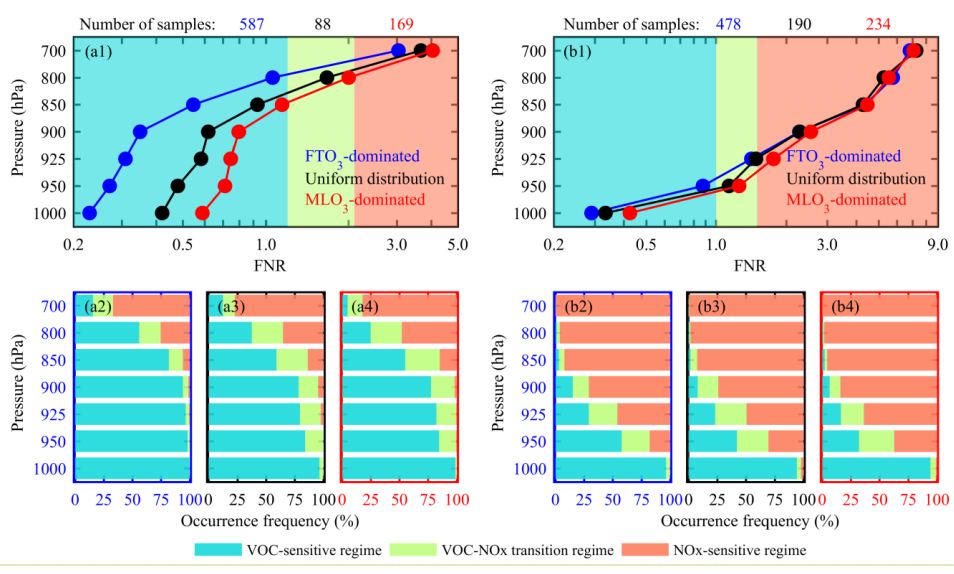 Number of samples: 587 88 169
(a1)
Pressure (hPa)
700
800
850
900
925
950
1000
FTO3-dominated
Uniform distribution
MLO3-dominated
0.2 0.5 1.0 3.0 5.0
FNR
Number of samples: 478 190 234
(b1)
Pressure (hPa)
700
800
850
900
925
950
1000
FTO3-dominated
Uniform distribution
MLO3-dominated
0.2 0.5 1.0 3.0 9.0
FNR
(a2) (a3) (a4)
Pressure (hPa)
700
800
850
900
925
950
1000
0 25 50 75 100 0 25 50 75 100 0 25 50 75 100
Occurrence frequency (%)
(b2) (b3) (b4)
Pressure (hPa)
700
800
850
900
925
950
1000
0 25 50 75 100 0 25 50 75 100 0 25 50 75 100
Occurrence frequency (%)
VOC-sensitive regime VOC-NOx transition regime NOx-sensitive regime